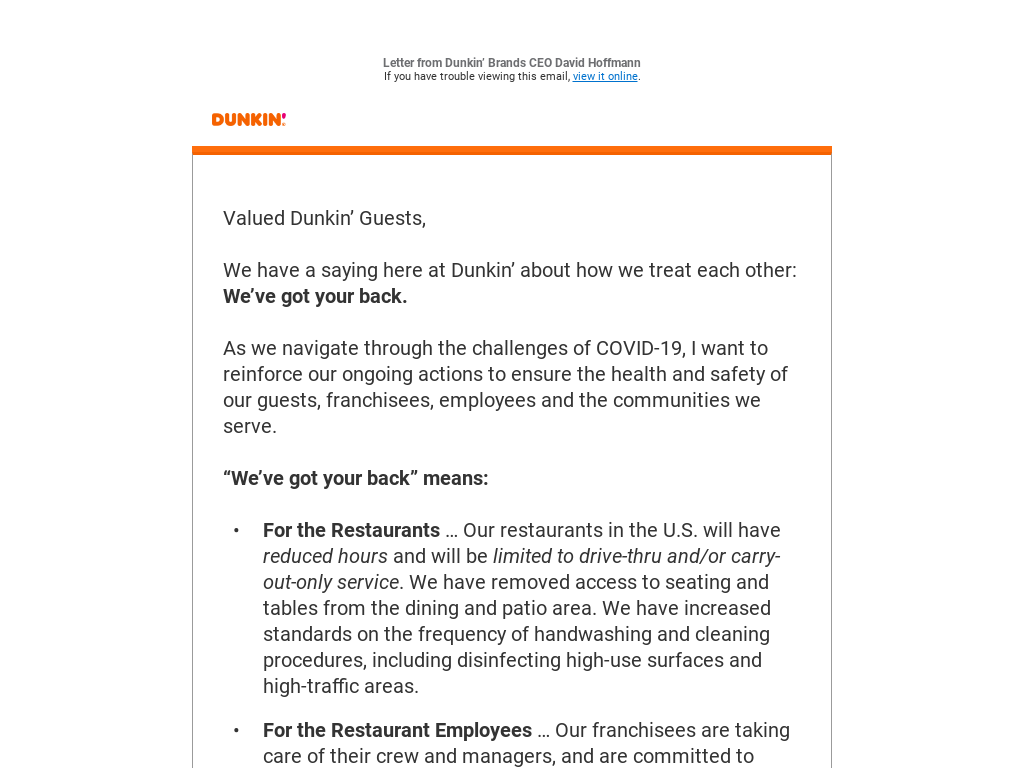 Letter from Dunkin’ Brands CEO David Hoffmann
If you have trouble viewing this email, view it online.
DUNKIN’
Valued Dunkin’ Guests,
We have a saying here at Dunkin’ about how we treat each other:
We’ve got your back.
As we navigate through the challenges of COVID-19, I want to
reinforce our ongoing actions to ensure the health and safety of
our guests, franchisees, employees and the communities we
serve.
“We’ve got your back” means:
• For the Restaurants … Our restaurants in the U.S. will have
reduced hours and will be limited to drive-thru and/or carry-
out-only service. We have removed access to seating and
tables from the dining and patio area. We have increased
standards on the frequency of handwashing and cleaning
procedures, including disinfecting high-use surfaces and
high-traffic areas.
• For the Restaurant Employees … Our franchisees are taking
care of their crew and managers, and are committed to